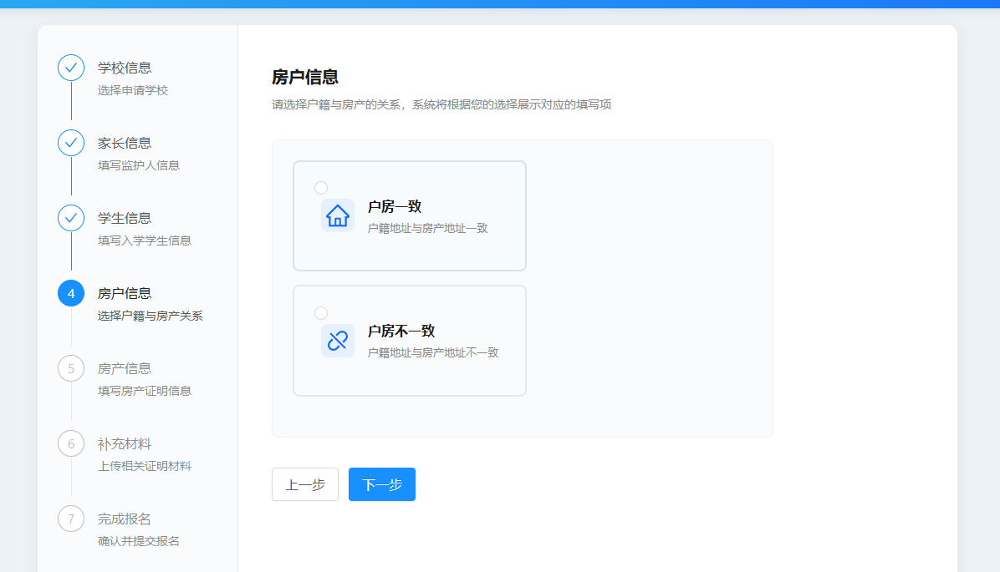 学校信息
选择申请学校
家长信息
填写监护人信息
学生信息
填写入学学生信息
4
房户信息
选择户籍与房产关系
5
房产信息
填写房产证明信息
6
补充材料
上传相关证明材料
7
完成报名
确认并提交报名
房户信息
请选择户籍与房产的关系，系统将根据您的选择展示对应的填写项
户房一致
户籍地址与房产地址一致
户房不一致
户籍地址与房产地址不一致
上一步
下一步